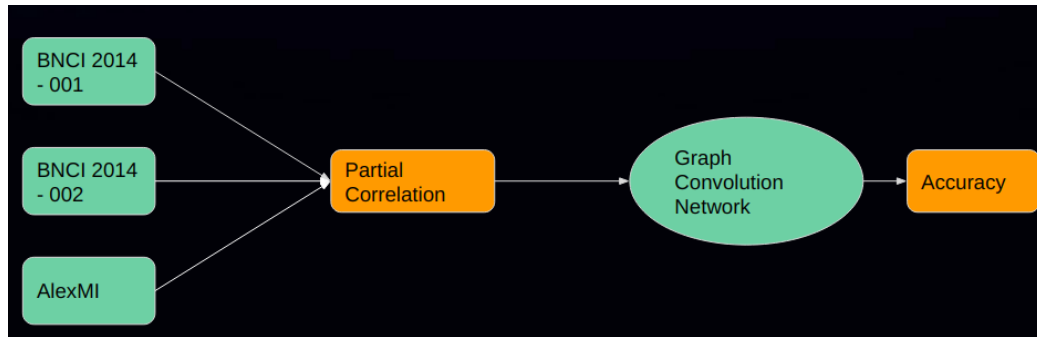 BNCI 2014
- 001
BNCI 2014
- 002
AlexMI
Partial
Correlation
Graph
Convolution
Network
Accuracy